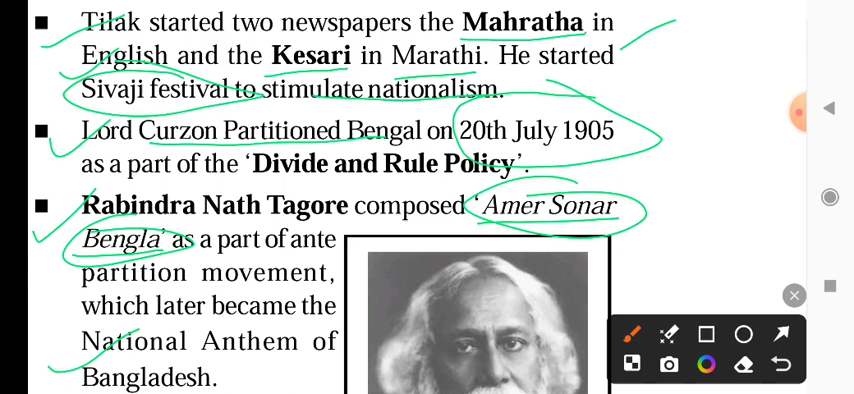 Tilak started two newspapers the Mahratha in
English and the Kesari in Marathi. He started
Sivaji festival to stimulate nationalism.
Lord Curzon Partitioned Bengal on 20th July 1905
as a part of the ‘Divide and Rule Policy’.
Rabindra Nath Tagore composed ‘Amer Sonar
Bengla’ as a part of ante
partition movement,
which later became the
National Anthem of
Bangladesh.